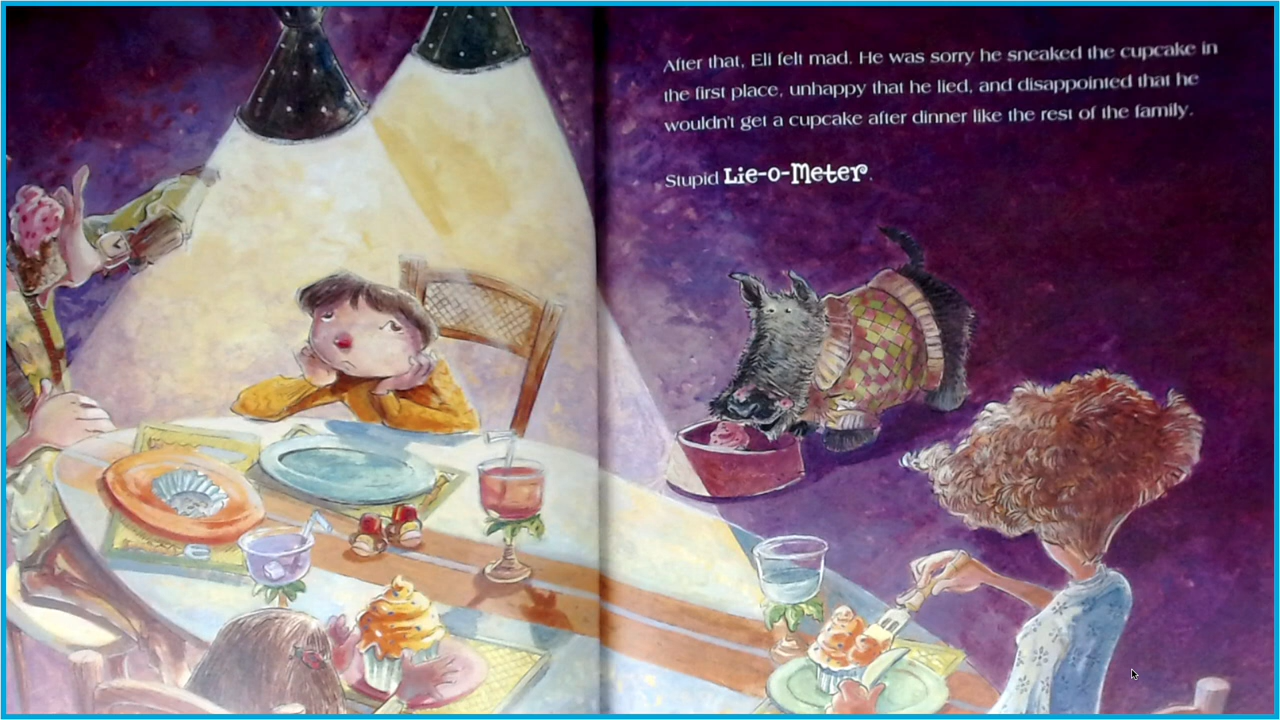 After that, Eli felt mad. He was sorry he sneaked the cupcake in
the first place, unhappy that he lied, and disappointed that he
wouldn't get a cupcake after dinner like the rest of the family.
Stupid Lie-o-Meter.